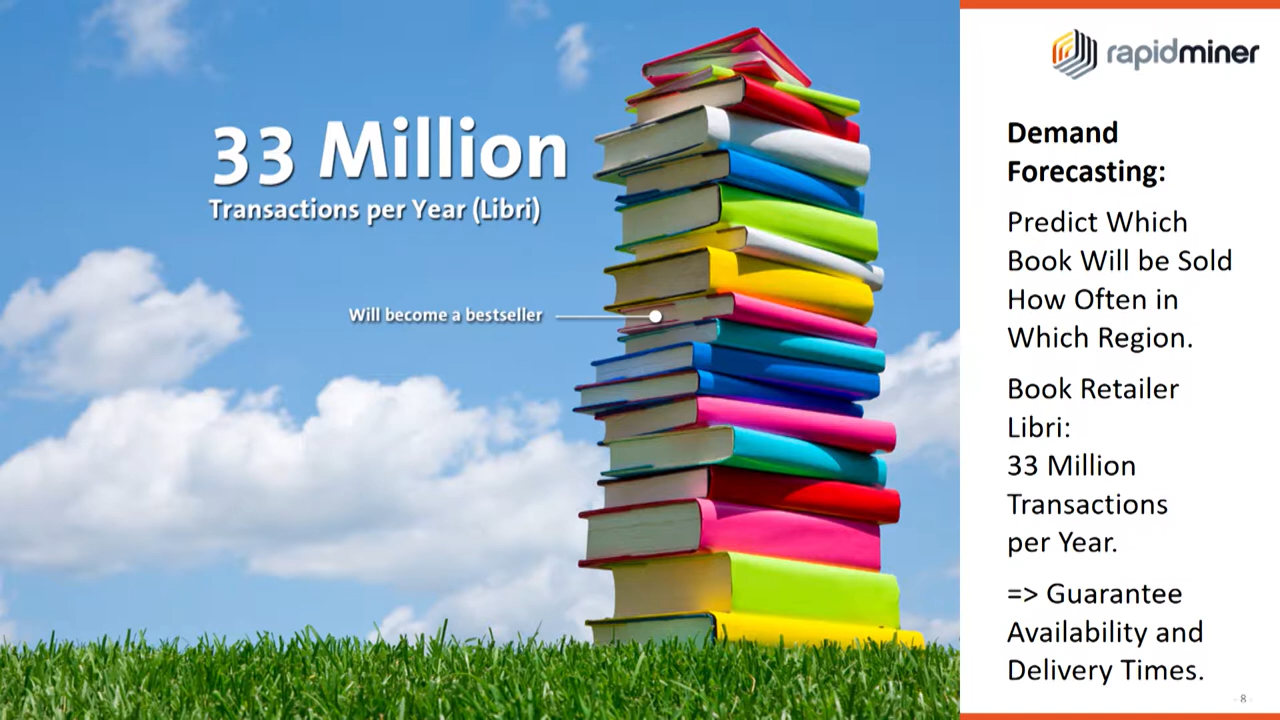 33 Million
Transactions per Year (Libri)
Will become a bestseller
rapidminer
Demand
Forecasting:
Predict Which
Book Will be Sold
How Often in
Which Region.
Book Retailer
Libri:
33 Million
Transactions
per Year.
=> Guarantee
Availability and
Delivery Times.
8